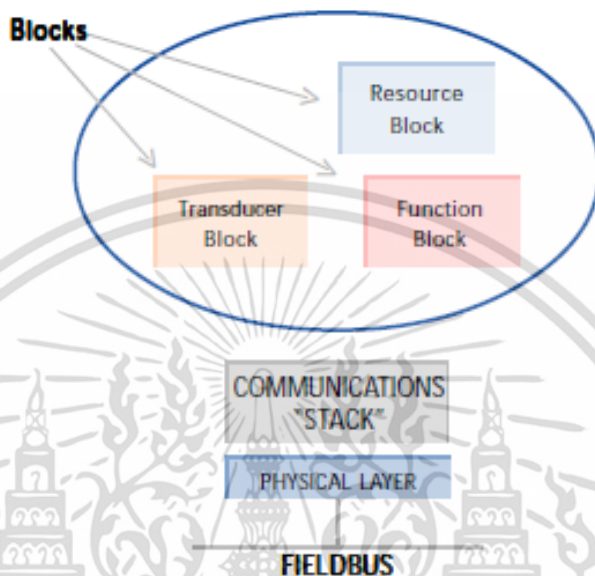 Blocks
Resource
Block
Transducer
Block
Function
Block
COMMUNICATIONS
"STACK"
PHYSICAL LAYER
FIELDBUS